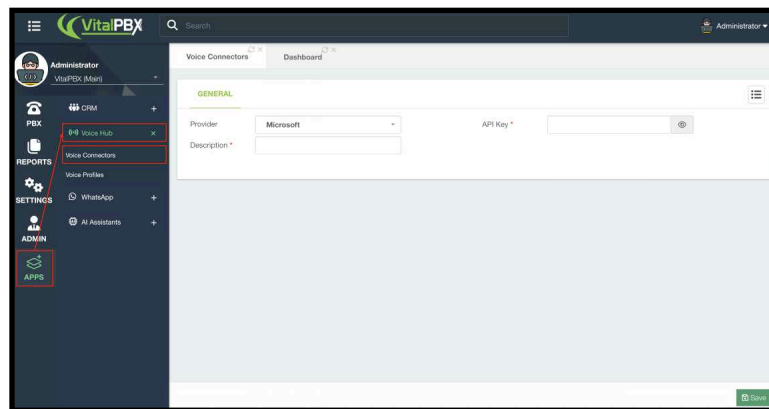 VitalPBX
Search
Administrator
Administrator
VitalPBX (Main)
Voice Connectors
Dashboard
PBX
REPORTS
SETTINGS
ADMIN
APPS
CRM
Voice Hub
Voice Connectors
Voice Profiles
WhatsApp
AI Assistants
GENERAL
Provider
Microsoft
API Key *
Description *
Save